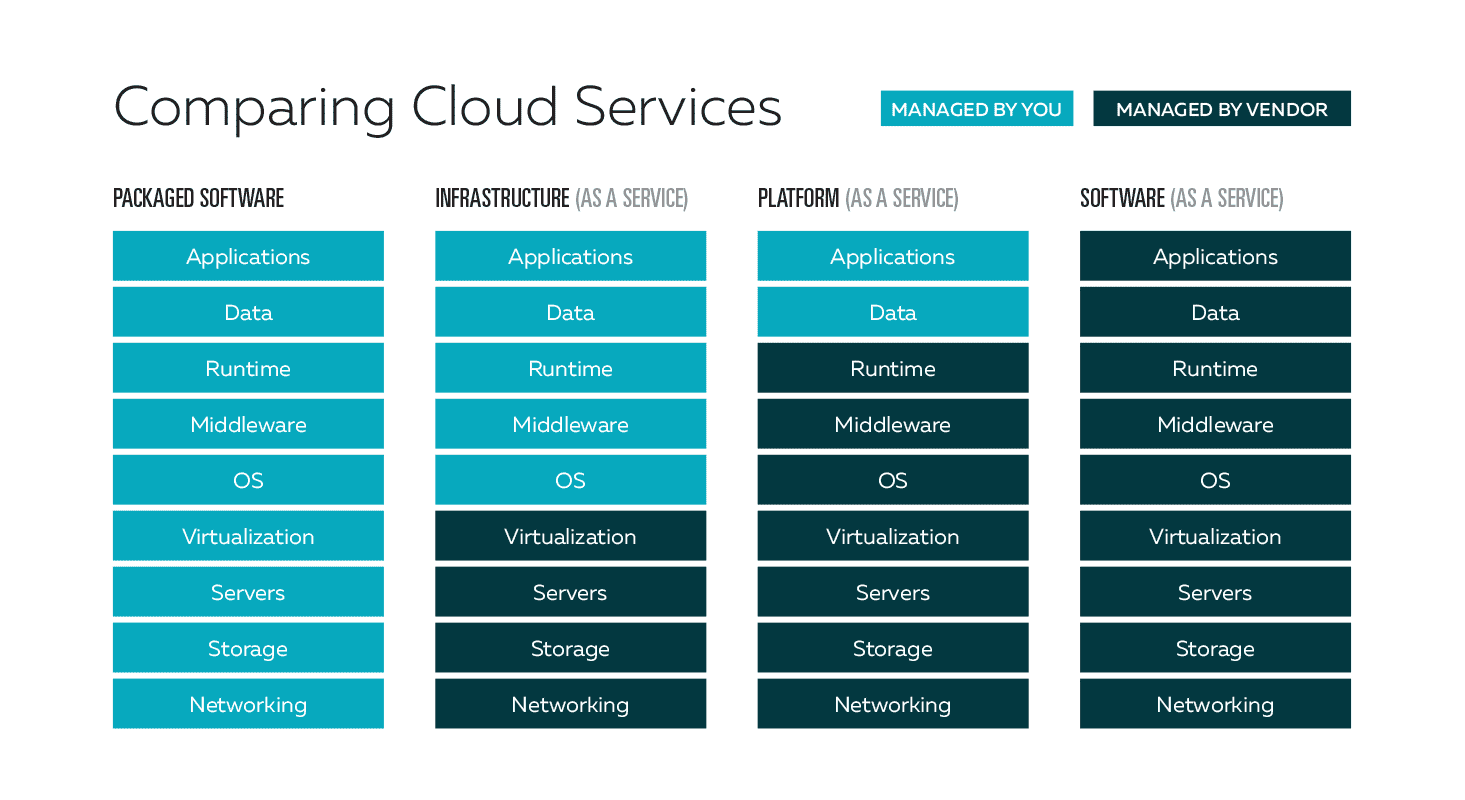 Comparing Cloud Services
MANAGED BY YOU
MANAGED BY VENDOR
PACKAGED SOFTWARE
Applications
Data
Runtime
Middleware
OS
Virtualization
Servers
Storage
Networking
INFRASTRUCTURE (AS A SERVICE)
Applications
Data
Runtime
Middleware
OS
Virtualization
Servers
Storage
Networking
PLATFORM (AS A SERVICE)
Applications
Data
Runtime
Middleware
OS
Virtualization
Servers
Storage
Networking
SOFTWARE (AS A SERVICE)
Applications
Data
Runtime
Middleware
OS
Virtualization
Servers
Storage
Networking